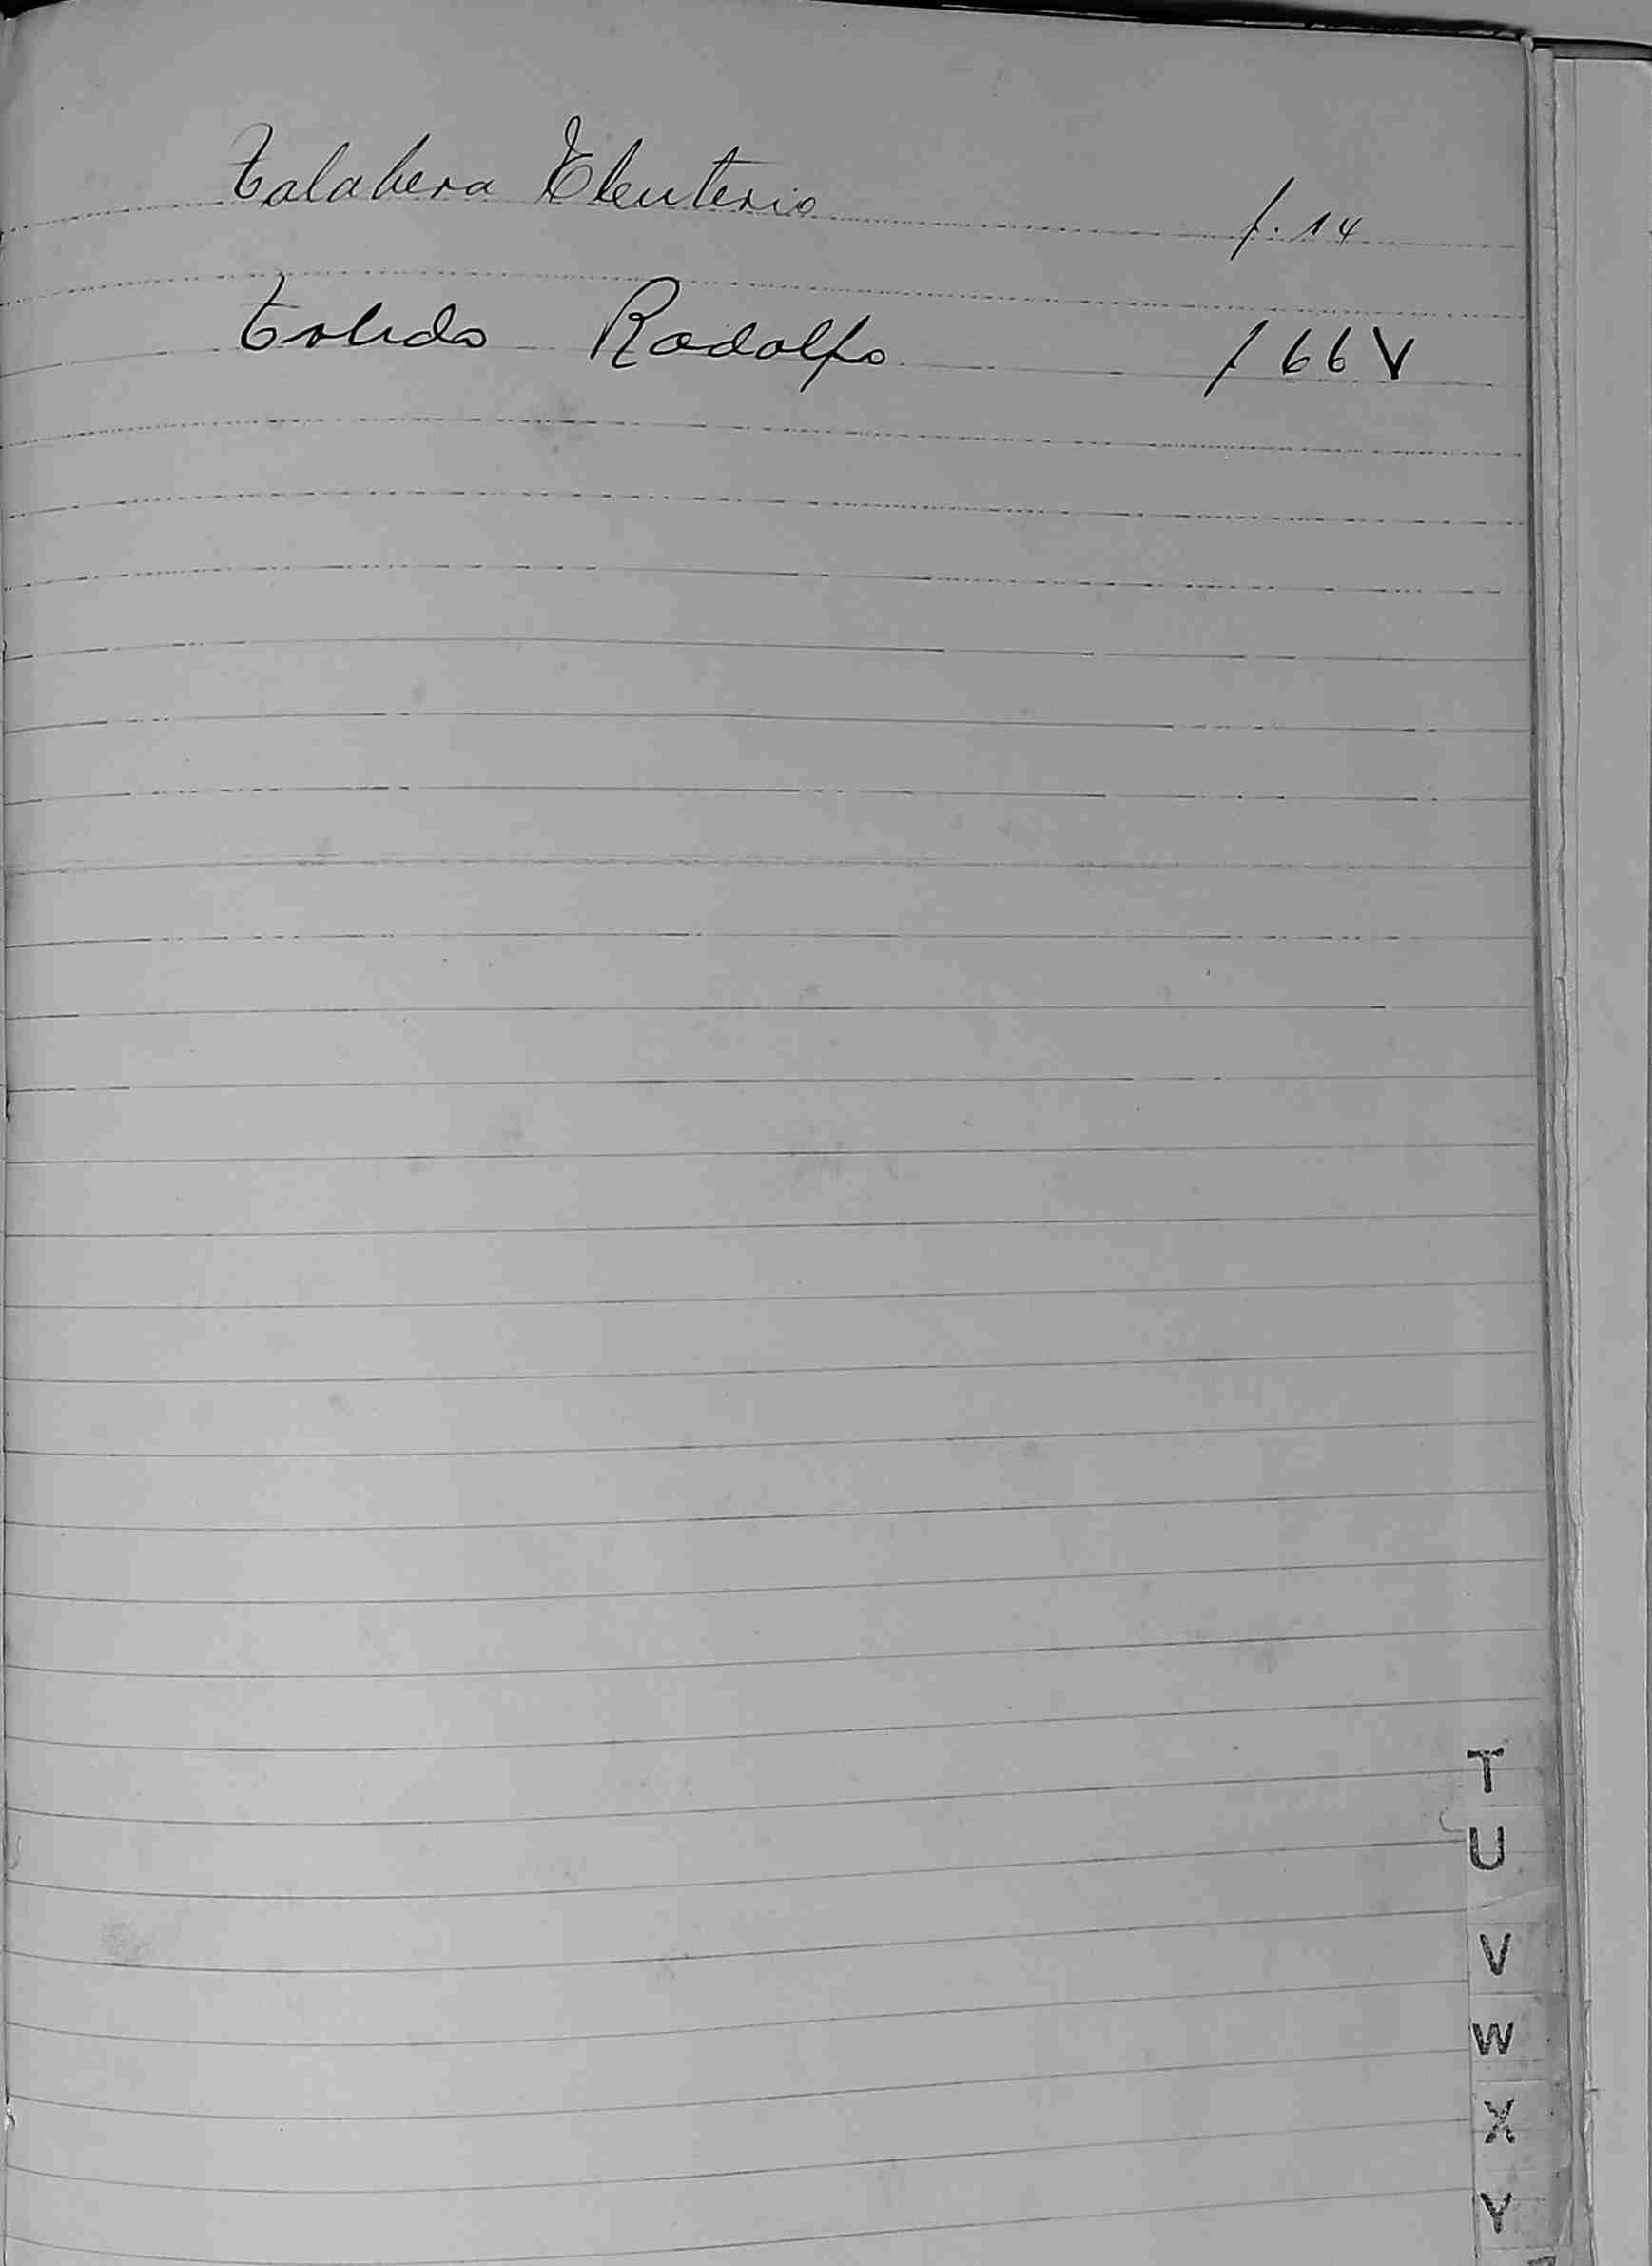 Talabera Eleuterio f. 14
Toledo Rodolfo f 66 V
T
U
V
W
X
Y